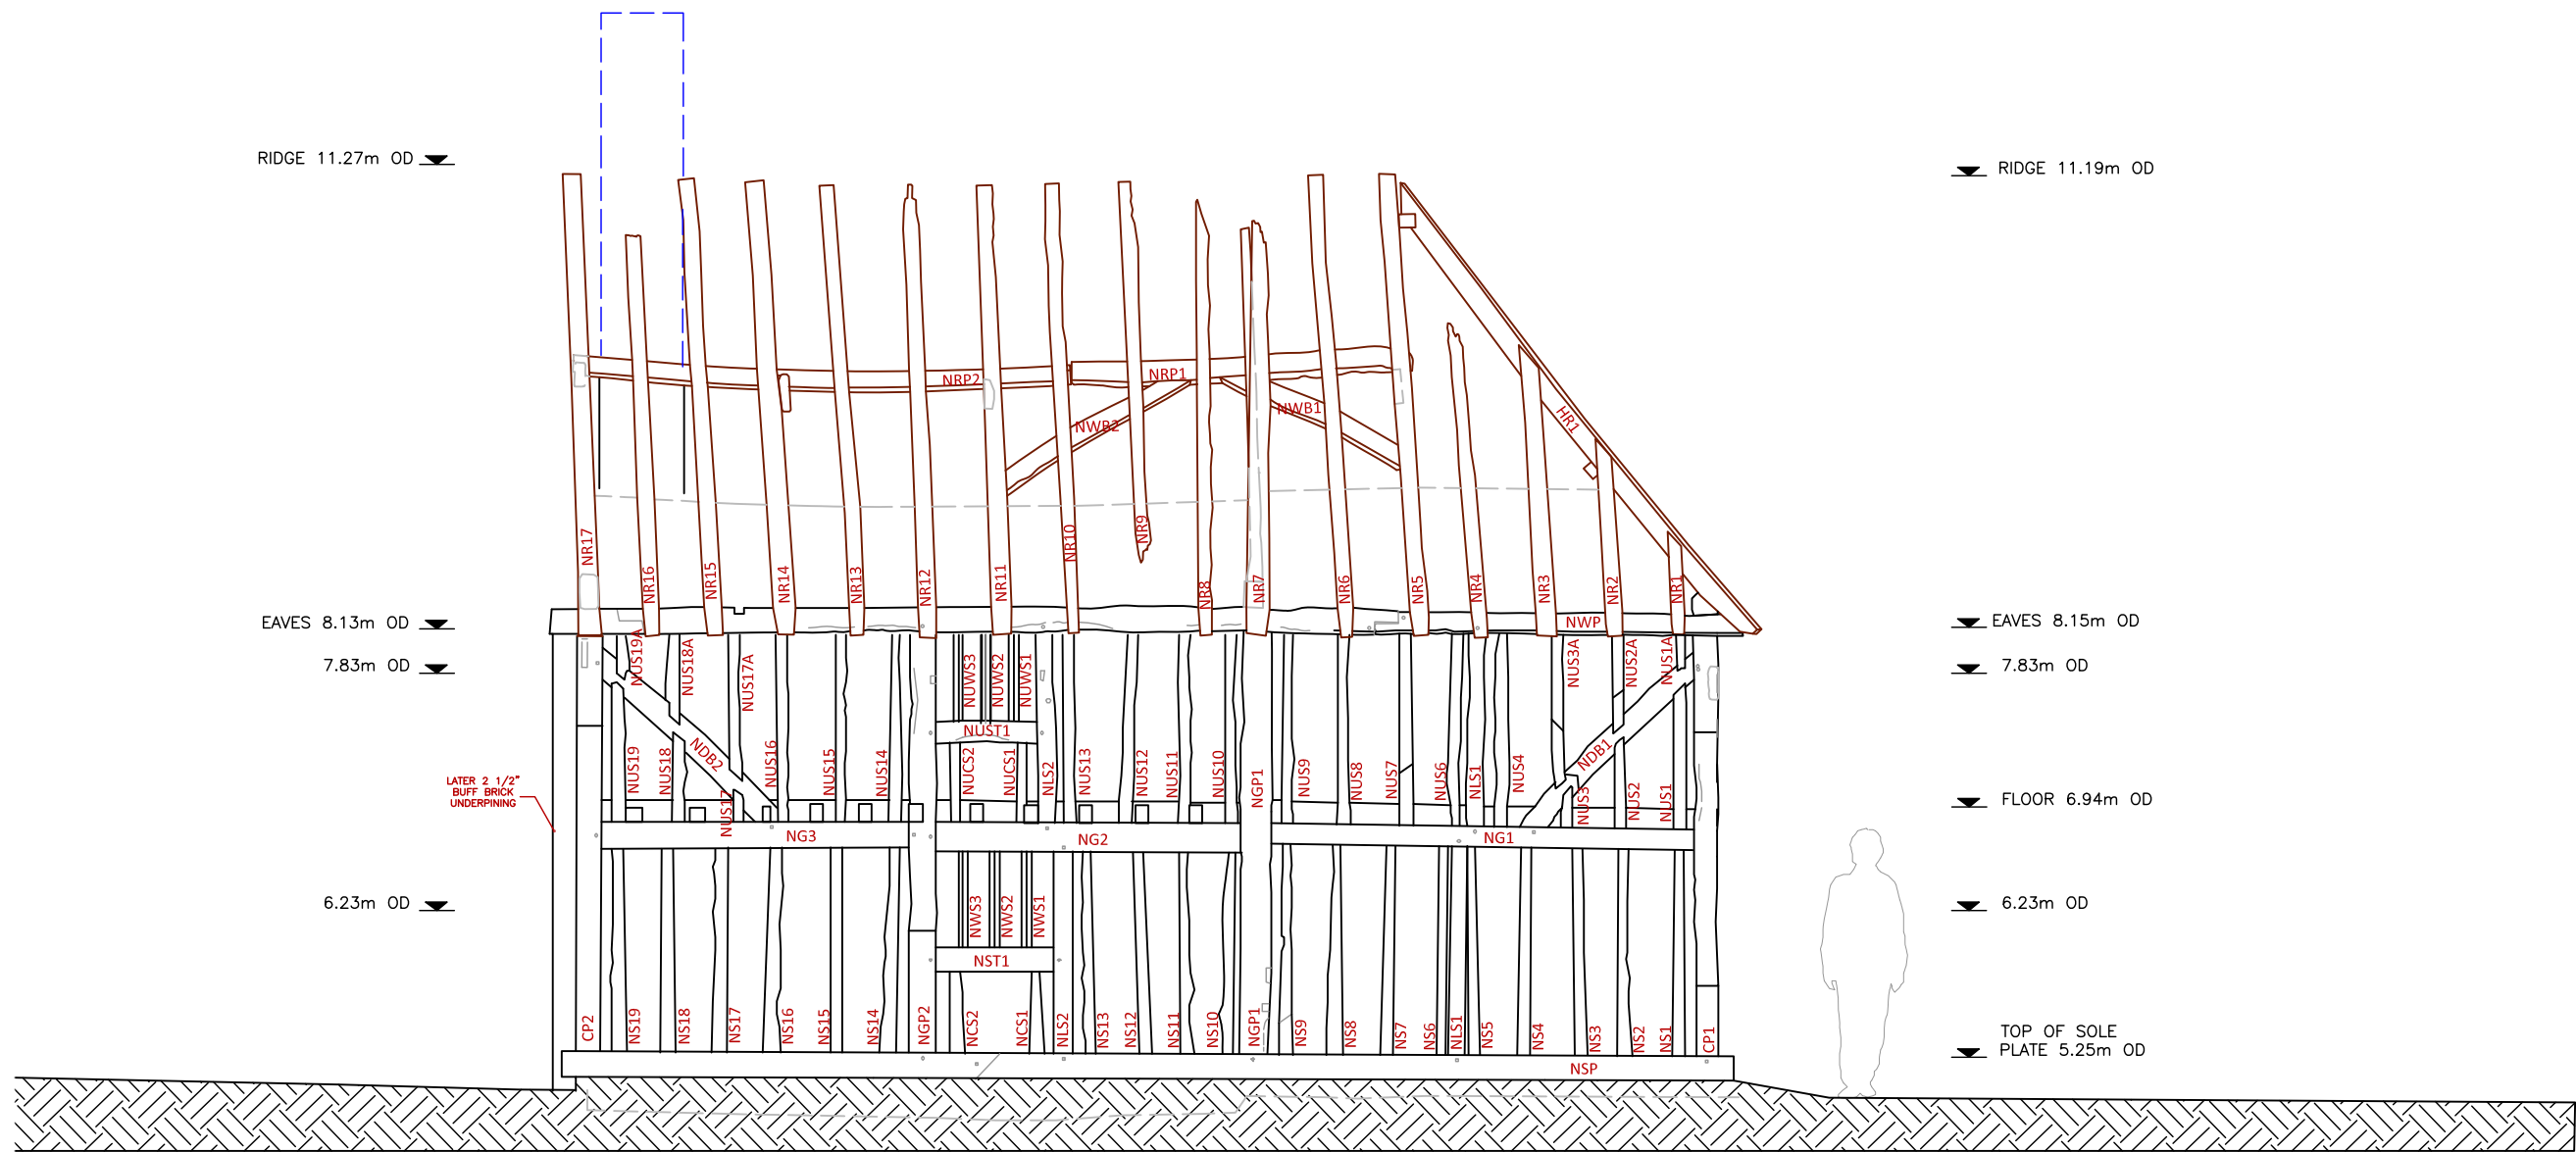 RIDGE 11.27m OD
RIDGE 11.19m OD
NRP2
NRP1
NWB2
NWB1
HR1
NR17
NR16
NR15
NR14
NR13
NR12
NR11
NR10
NR9
NR8
NR7
NR6
NR5
NR4
NR3
NR2
NR1
EAVES 8.13m OD
NWP
EAVES 8.15m OD
7.83m OD
7.83m OD
NUS19A
NUS18A
NUS17A
NUWS3
NUWS2
NUWS1
NUS3A
NUS2A
NUS1A
NUST1
NDB2
NDB1
NUS19
NUS18
NUS17
NUS16
NUS15
NUS14
NUCS2
NUCS1
NLS2
NUS13
NUS12
NUS11
NUS10
NGP1
NUS9
NUS8
NUS7
NUS6
NLS1
NUS4
NUS3
NUS2
NUS1
LATER 2 1/2"
BUFF BRICK
UNDERPINING
FLOOR 6.94m OD
NG3
NG2
NG1
6.23m OD
6.23m OD
NWS3
NWS2
NWS1
NST1
CP2
NS19
NS18
NS17
NS16
NS15
NS14
NGP2
NCS2
NCS1
NLS2
NS13
NS12
NS11
NS10
NGP1
NS9
NS8
NS7
NS6
NLS1
NS5
NS4
NS3
NS2
NS1
CP1
TOP OF SOLE
PLATE 5.25m OD
NSP